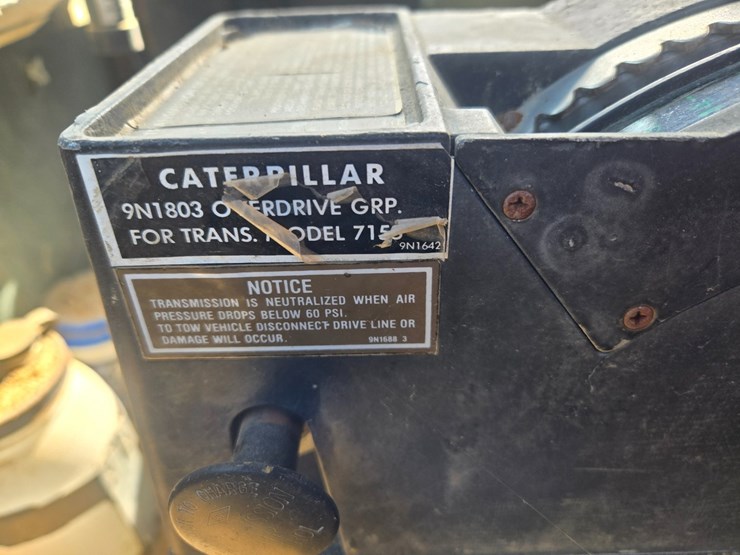 CATERPILLAR
9N1803 OVERDRIVE GRP.
FOR TRANS. MODEL 7155
9N1642
NOTICE
TRANSMISSION IS NEUTRALIZED WHEN AIR
PRESSURE DROPS BELOW 60 PSI.
TO TOW VEHICLE DISCONNECT DRIVE LINE OR
DAMAGE WILL OCCUR.
9N1688 3